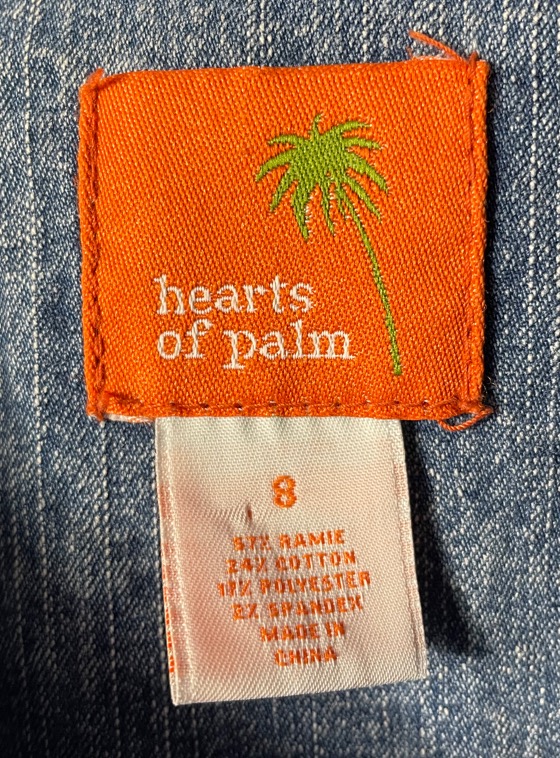 hearts
of palm
8
57% RAMIE
24% COTTON
17% POLYESTER
2% SPANDEX
MADE IN
CHINA